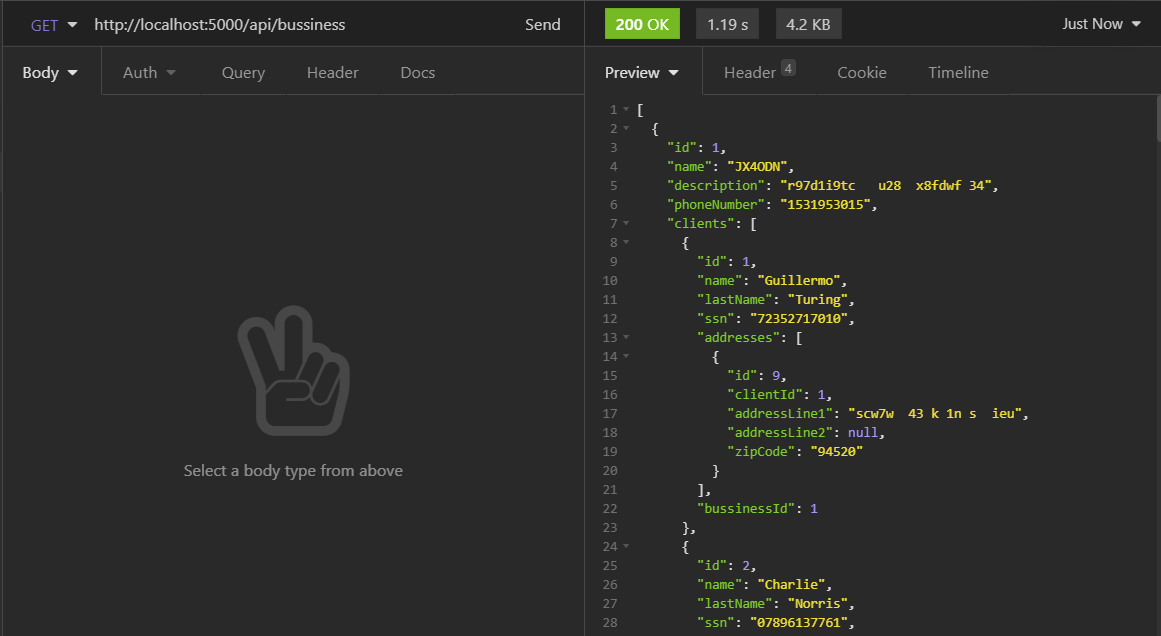 GET http://localhost:5000/api/bussiness Send
200 OK 1.19 s 4.2 KB Just Now
Body Auth Query Header Docs
Preview Header 4 Cookie Timeline
Select a body type from above
1 [
2 {
3 "id": 1,
4 "name": "JX4ODN",
5 "description": "r97d1i9tc   u28  x8fdwf 34",
6 "phoneNumber": "1531953015",
7 "clients": [
8 {
9 "id": 1,
10 "name": "Guillermo",
11 "lastName": "Turing",
12 "ssn": "72352717010",
13 "addresses": [
14 {
15 "id": 9,
16 "clientId": 1,
17 "addressLine1": "scw7w  43 k 1n s  ieu",
18 "addressLine2": null,
19 "zipCode": "94520"
20 }
21 ],
22 "bussinessId": 1
23 },
24 {
25 "id": 2,
26 "name": "Charlie",
27 "lastName": "Norris",
28 "ssn": "07896137761",